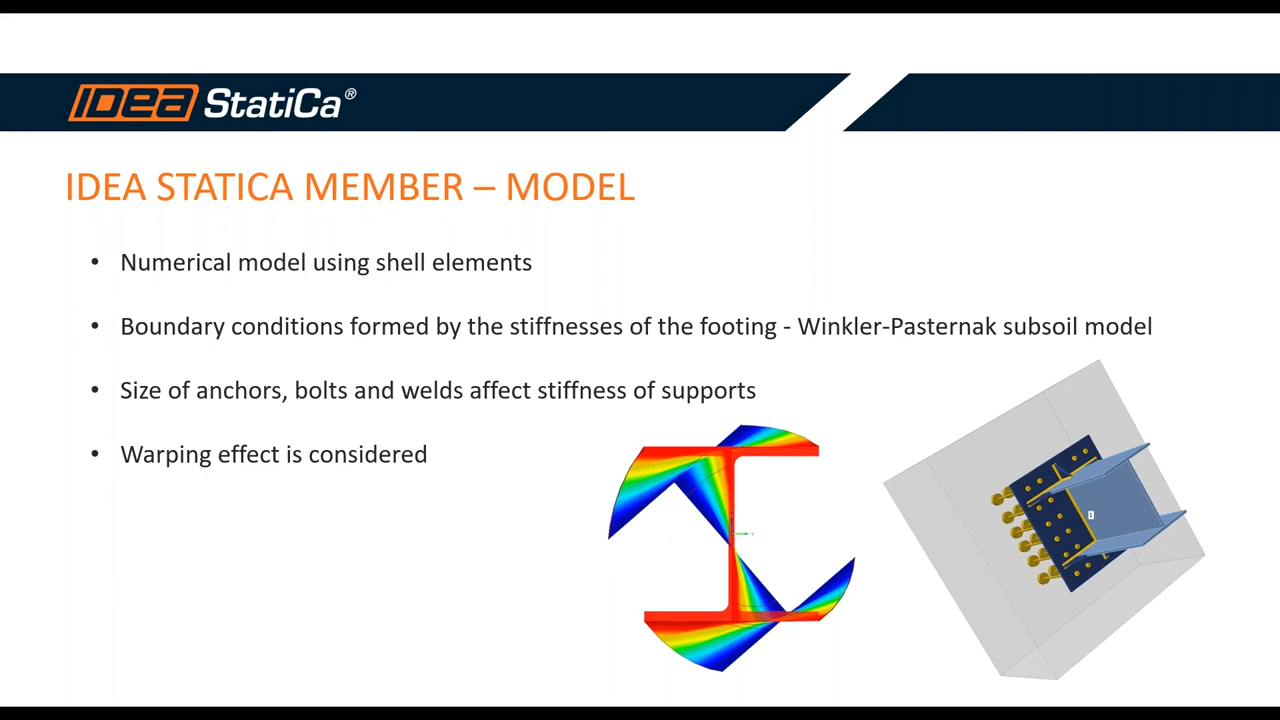 IDEA StatiCa®
IDEA STATICA MEMBER – MODEL
• Numerical model using shell elements
• Boundary conditions formed by the stiffnesses of the footing - Winkler-Pasternak subsoil model
• Size of anchors, bolts and welds affect stiffness of supports
• Warping effect is considered